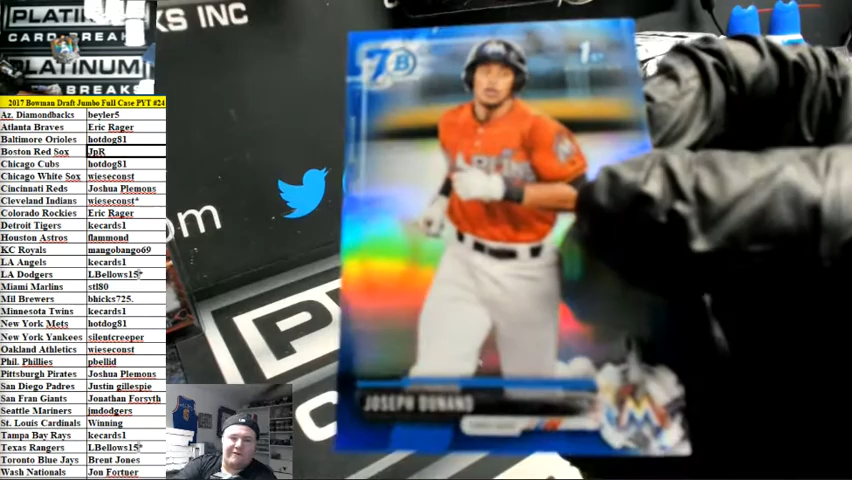 PLATINUM
CARD BREAKS
PLATINUM
BREAKS
KS INC
om
2017 Bowman Draft Jumbo Full Case PYT #24
Az. Diamondbacks beyler5
Atlanta Braves Eric Rager
Baltimore Orioles hotdog81
Boston Red Sox JpR
Chicago Cubs hotdog81
Chicago White Sox wieseconst
Cincinnati Reds Joshua Plemons
Cleveland Indians wieseconst*
Colorado Rockies Eric Rager
Detroit Tigers kecards1
Houston Astros flammond
KC Royals mangobango69
LA Angels kecards1
LA Dodgers LBellows15*
Miami Marlins stl80
Mil Brewers bhicks725.
Minnesota Twins kecards1
New York Mets hotdog81
New York Yankees silentcreeper
Oakland Athletics wieseconst
Phil. Phillies pbellid
Pittsburgh Pirates Joshua Plemons
San Diego Padres Justin gillespie
San Fran Giants Jonathan Forsyth
Seattle Mariners jmdodgers
St. Louis Cardinals Winning
Tampa Bay Rays kecards1
Texas Rangers LBellows15*
Toronto Blue Jays Brent Jones
Wash Nationals Jon Fortner
7B
1st
JOSEPH DUNAND